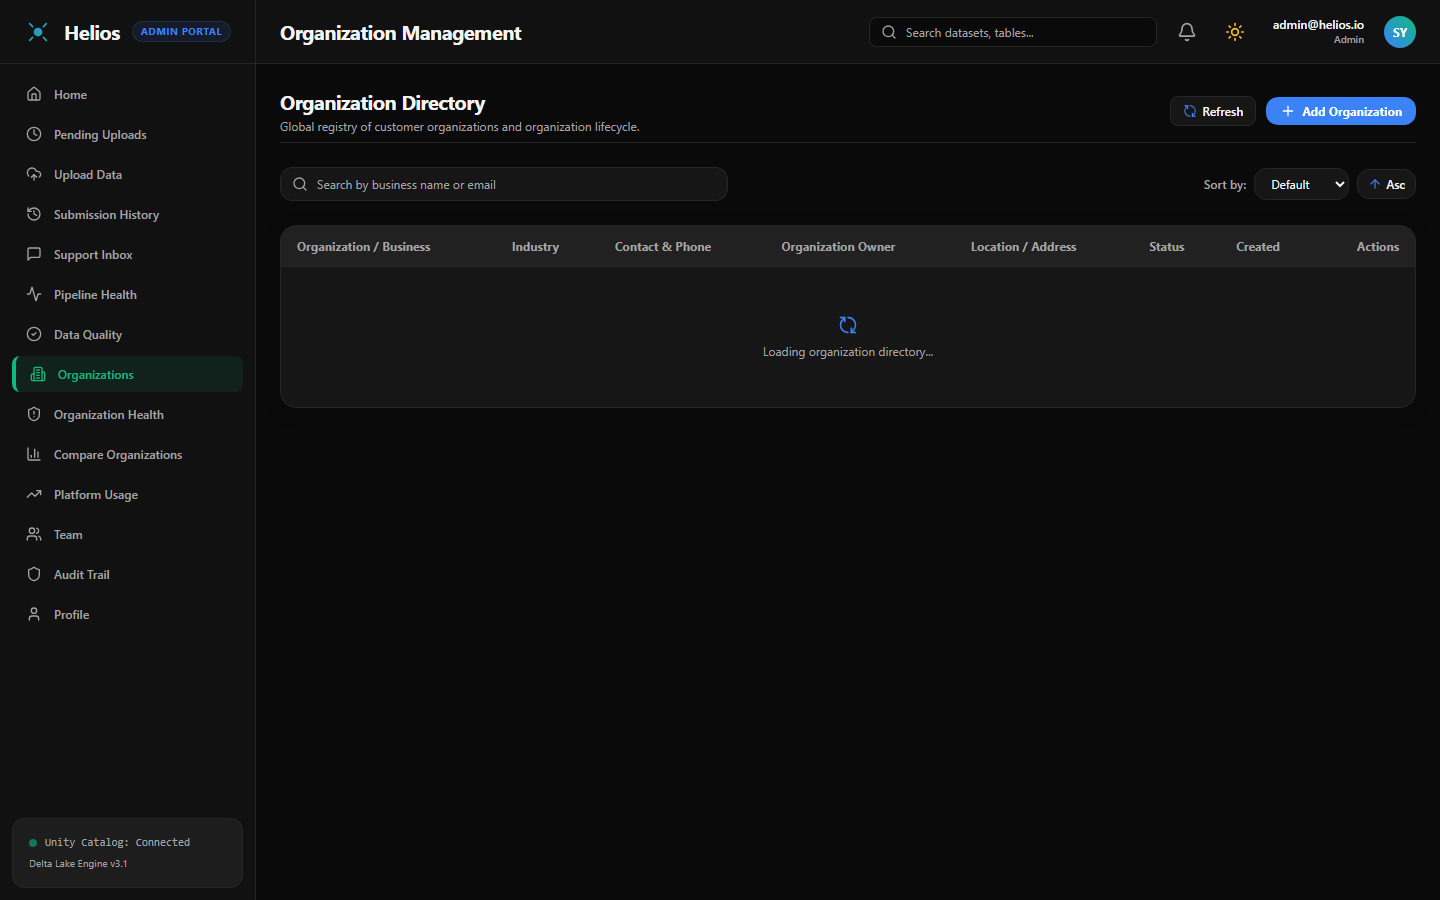 Helios
ADMIN PORTAL
Organization Management
Search datasets, tables...
admin@helios.io
Admin
SY
Home
Pending Uploads
Upload Data
Submission History
Support Inbox
Pipeline Health
Data Quality
Organizations
Organization Health
Compare Organizations
Platform Usage
Team
Audit Trail
Profile
Unity Catalog: Connected
Delta Lake Engine v3.1
Organization Directory
Global registry of customer organizations and organization lifecycle.
Refresh
Add Organization
Search by business name or email
Sort by:
Default
Asc
Organization / Business
Industry
Contact & Phone
Organization Owner
Location / Address
Status
Created
Actions
Loading organization directory...